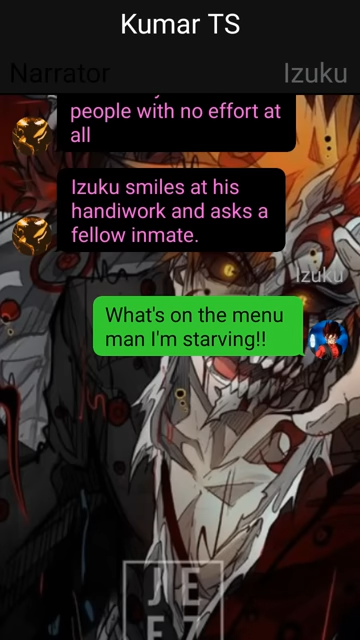 Kumar TS
Narrator
Izuku
people with no effort at
all
Izuku smiles at his
handiwork and asks a
fellow inmate.
Izuku
What's on the menu
man I'm starving!!